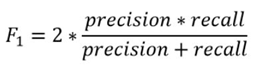 F₁ = 2 * precision * recall / precision + recall